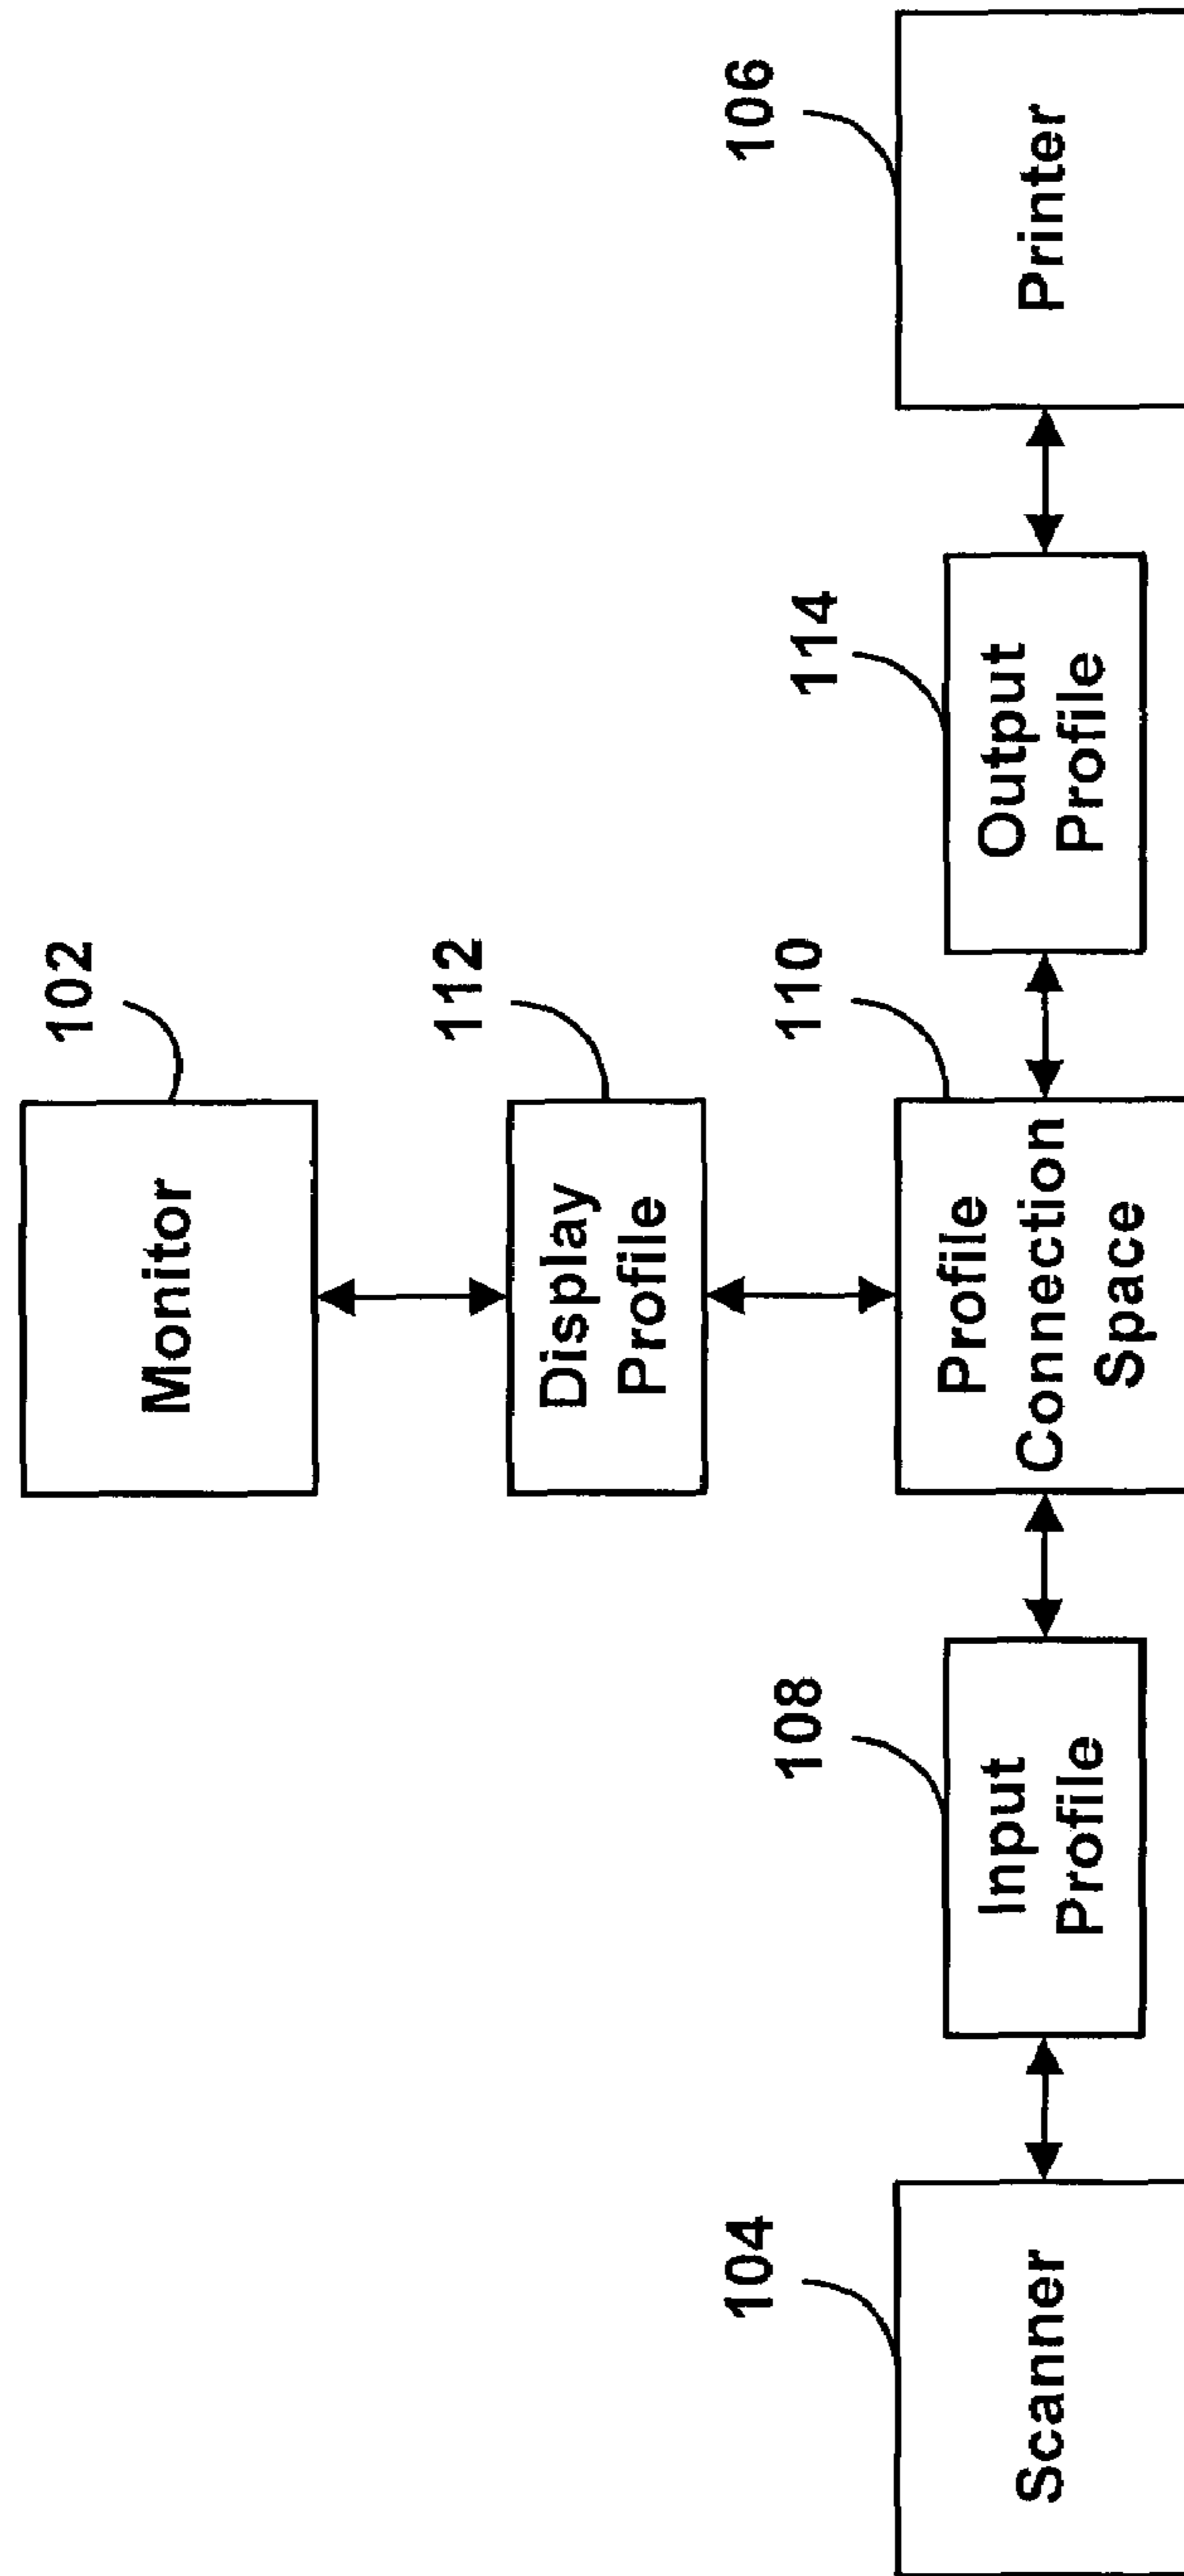 102
Monitor
112
Display
Profile
106
114
110
108
104
Scanner
Input
Profile
Profile
Connection
Space
Output
Profile
Printer